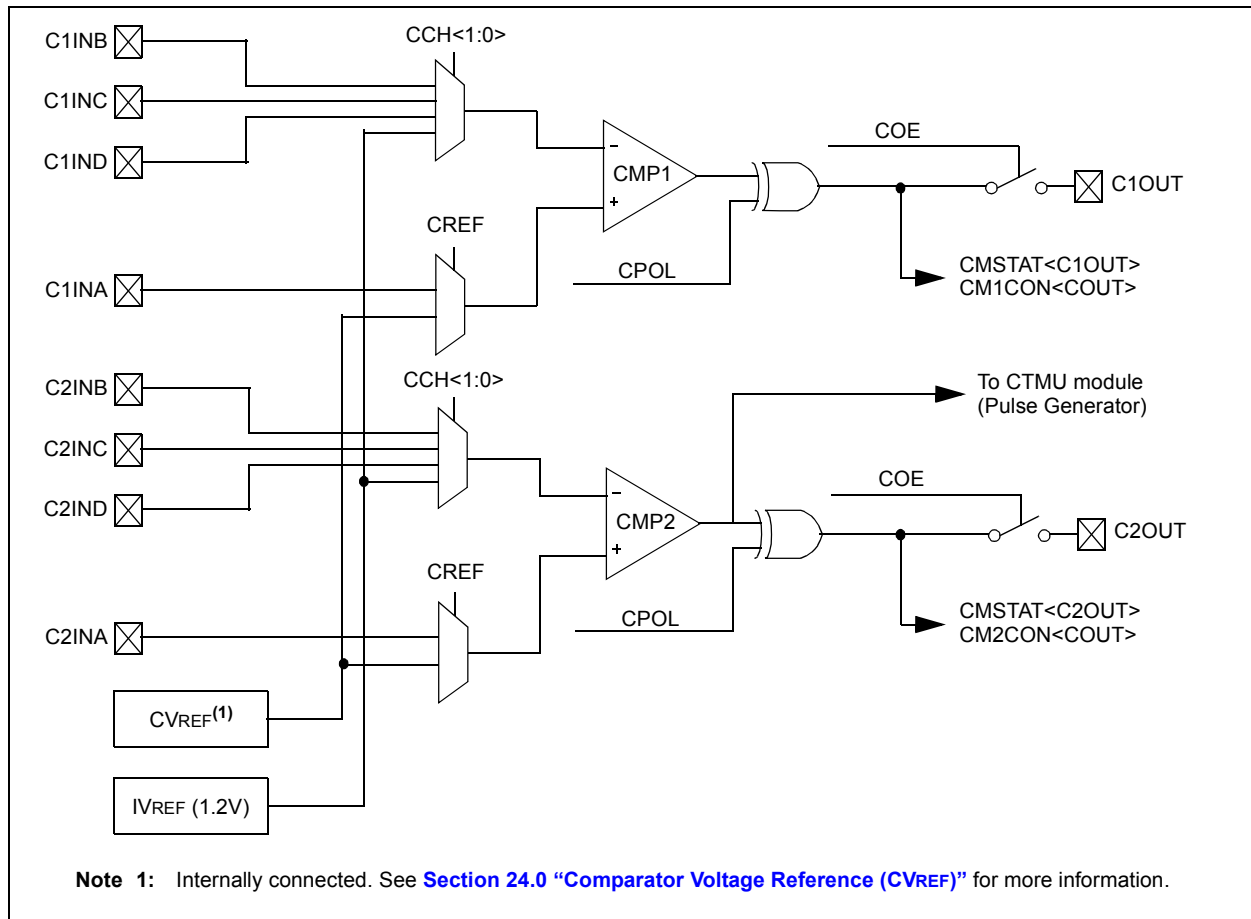 C1INB
CCH<1:0>
C1INC
C1IND
COE
CMP1
C1OUT
-
+
CREF
C1INA
CPOL
CMSTAT<C1OUT>
CM1CON<COUT>
C2INB
CCH<1:0>
To CTMU module
(Pulse Generator)
C2INC
C2IND
COE
-
CMP2
C2OUT
+
CREF
C2INA
CPOL
CMSTAT<C2OUT>
CM2CON<COUT>
CVREF(1)
IVREF (1.2V)
Note 1: Internally connected. See Section 24.0 “Comparator Voltage Reference (CVREF)” for more information.